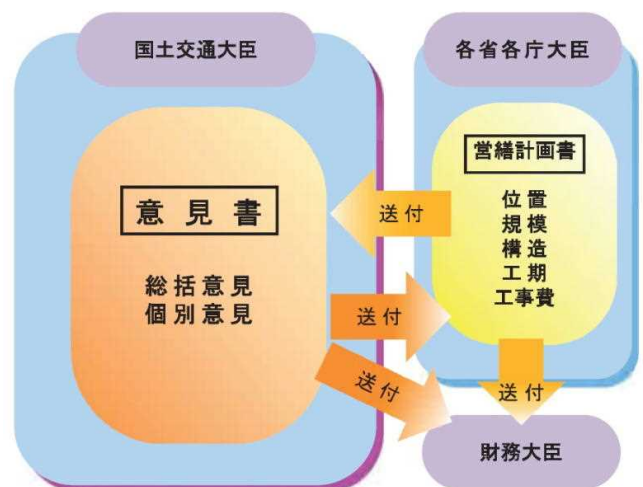 国土交通大臣
意見書
総括意見
個別意見
各省各庁大臣
営繕計画書
位置
規模
構造
工期
工事費
送付
送付
送付
送付
財務大臣